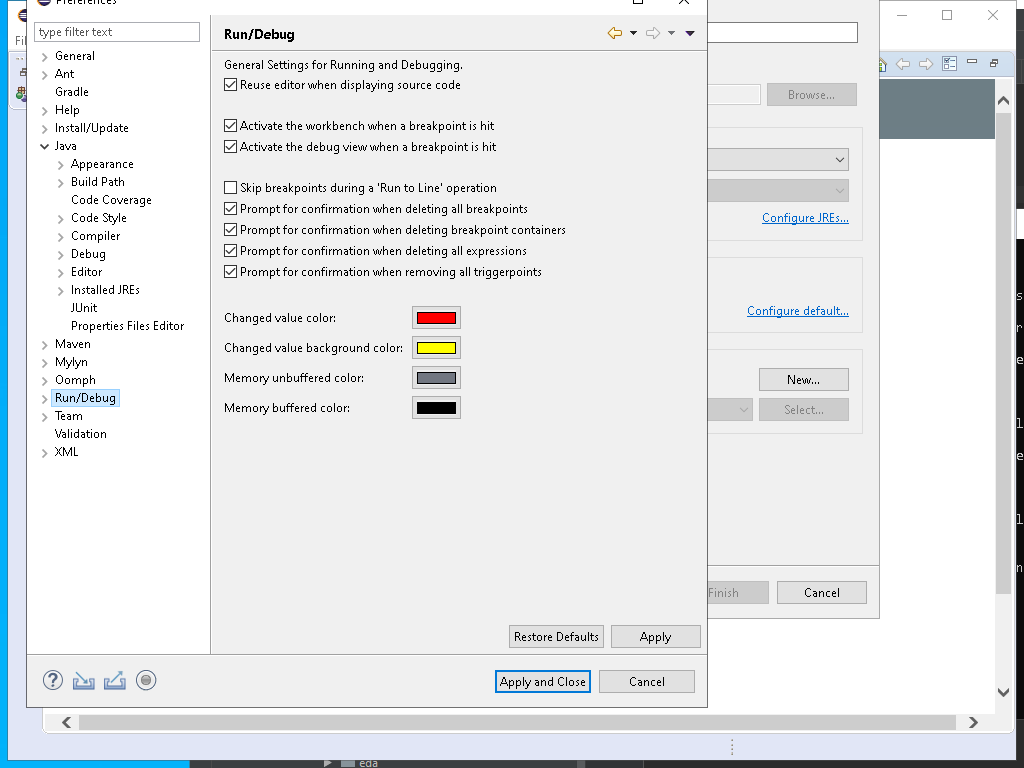 Preferences
type filter text
General
Ant
Gradle
Help
Install/Update
Java
Appearance
Build Path
Code Coverage
Code Style
Compiler
Debug
Editor
Installed JREs
JUnit
Properties Files Editor
Maven
Mylyn
Oomph
Run/Debug
Team
Validation
XML
Run/Debug
General Settings for Running and Debugging.
Reuse editor when displaying source code
Activate the workbench when a breakpoint is hit
Activate the debug view when a breakpoint is hit
Skip breakpoints during a 'Run to Line' operation
Prompt for confirmation when deleting all breakpoints
Prompt for confirmation when deleting breakpoint containers
Prompt for confirmation when deleting all expressions
Prompt for confirmation when removing all triggerpoints
Changed value color:
Changed value background color:
Memory unbuffered color:
Memory buffered color:
Restore Defaults
Apply
Apply and Close
Cancel
Browse...
Configure JREs...
Configure default...
New...
Select...
Finish
Cancel
eda